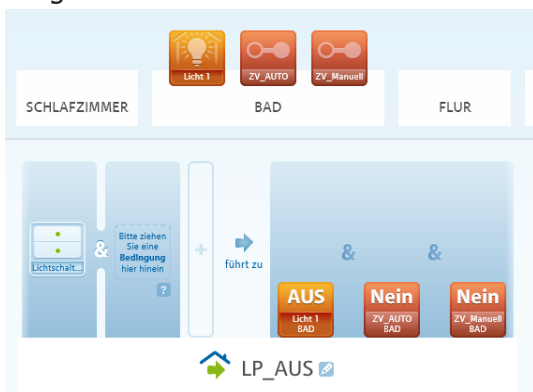 Licht 1
ZV_AUTO
ZV_Manuell
SCHLAFZIMMER
BAD
FLUR
Lichtschalt...
&
Bitte ziehen
Sie eine
Bedingung
hier hinein
?
+
führt zu
&
&
AUS
Licht 1
BAD
Nein
ZV_AUTO
BAD
Nein
ZV_Manuell
BAD
LP_AUS